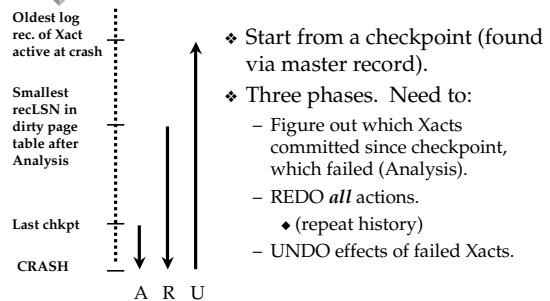 Oldest log
rec. of Xact
active at crash
Smallest
recLSN in
dirty page
table after
Analysis
Last chkpt
CRASH
A R U
❖ Start from a checkpoint (found
via master record).
❖ Three phases. Need to:
– Figure out which Xacts
committed since checkpoint,
which failed (Analysis).
– REDO all actions.
◆ (repeat history)
– UNDO effects of failed Xacts.